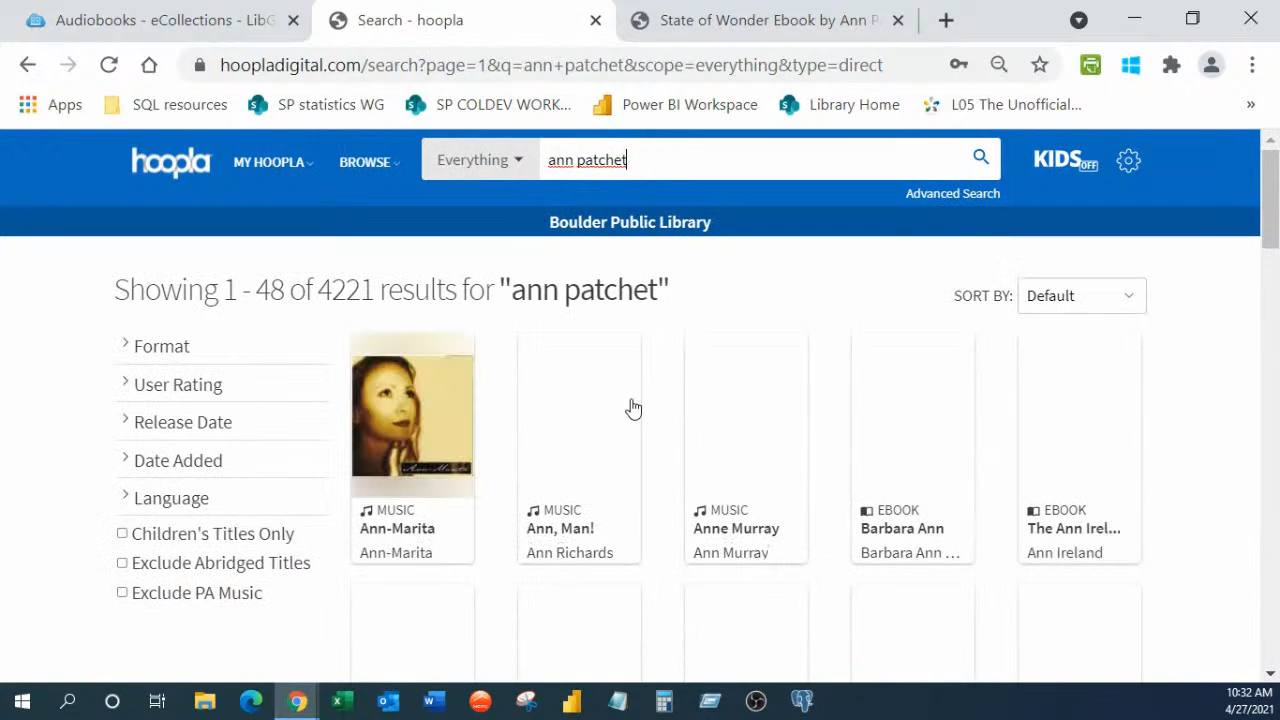 Audiobooks - eCollections - LibG
Search - hoopla
State of Wonder Ebook by Ann P
hoopladigital.com/search?page=1&q=ann+patchet&scope=everything&type=direct
Apps
SQL resources
SP statistics WG
SP COLDEV WORK...
Power BI Workspace
Library Home
L05 The Unofficial...
»
hoopla
MY HOOPLA
BROWSE
Everything
ann patchet
KIDS OFF
Advanced Search
Boulder Public Library
Showing 1 - 48 of 4221 results for "ann patchet"
SORT BY: Default
Format
User Rating
Release Date
Date Added
Language
Children's Titles Only
Exclude Abridged Titles
Exclude PA Music
Ann-Marita
MUSIC
Ann-Marita
Ann-Marita
MUSIC
Ann, Man!
Ann Richards
MUSIC
Anne Murray
Ann Murray
EBOOK
Barbara Ann
Barbara Ann ...
EBOOK
The Ann Irel...
Ann Ireland
10:32 AM
4/27/2021